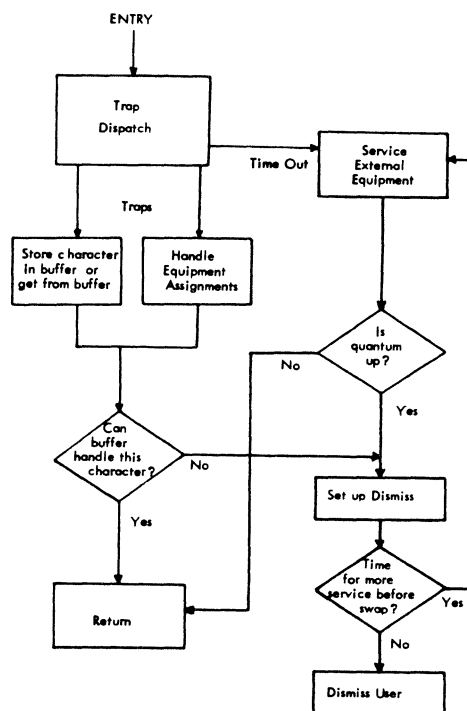 ENTRY
Trap
Dispatch
Time Out
Service
External
Equipment
Traps
Store character
in buffer or
get from buffer
Handle
Equipment
Assignments
Is
quantum
up?
No
Yes
Can
buffer
handle this
character?
No
Yes
Set up Dismiss
Return
Time
for more
service before
swap?
Yes
No
Dismiss User